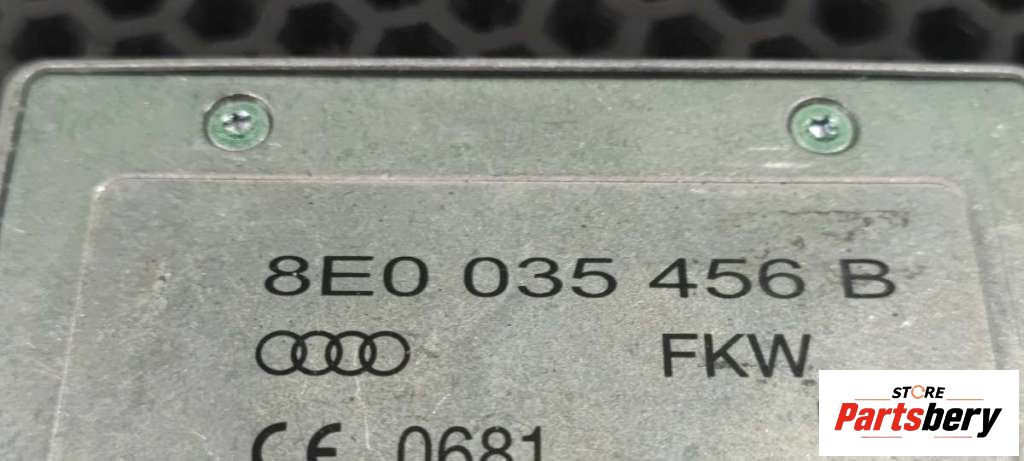 8E0 035 456 B
FKW
CE 0681
STORE
Partsbery